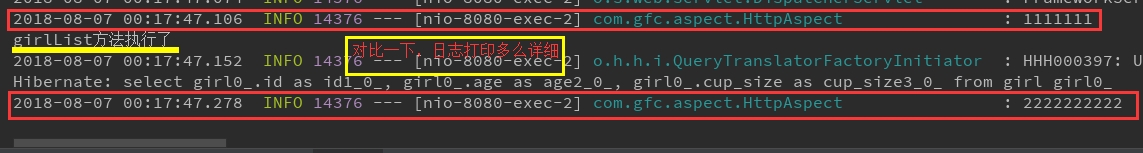 2018-08-07 00:17:47.106  INFO 14376 --- [nio-8080-exec-2] com.gfc.aspect.HttpAspect                : 1111111
girlList方法执行了
对比一下，日志打印多么详细
2018-08-07 00:17:47.152  INFO 14376 --- [nio-8080-exec-2] o.h.h.i.QueryTranslatorFactoryInitiator  : HHH000397: U
Hibernate: select girl0_.id as id1_0_, girl0_.age as age2_0_, girl0_.cup_size as cup_size3_0_ from girl girl0_
2018-08-07 00:17:47.278  INFO 14376 --- [nio-8080-exec-2] com.gfc.aspect.HttpAspect                : 2222222222